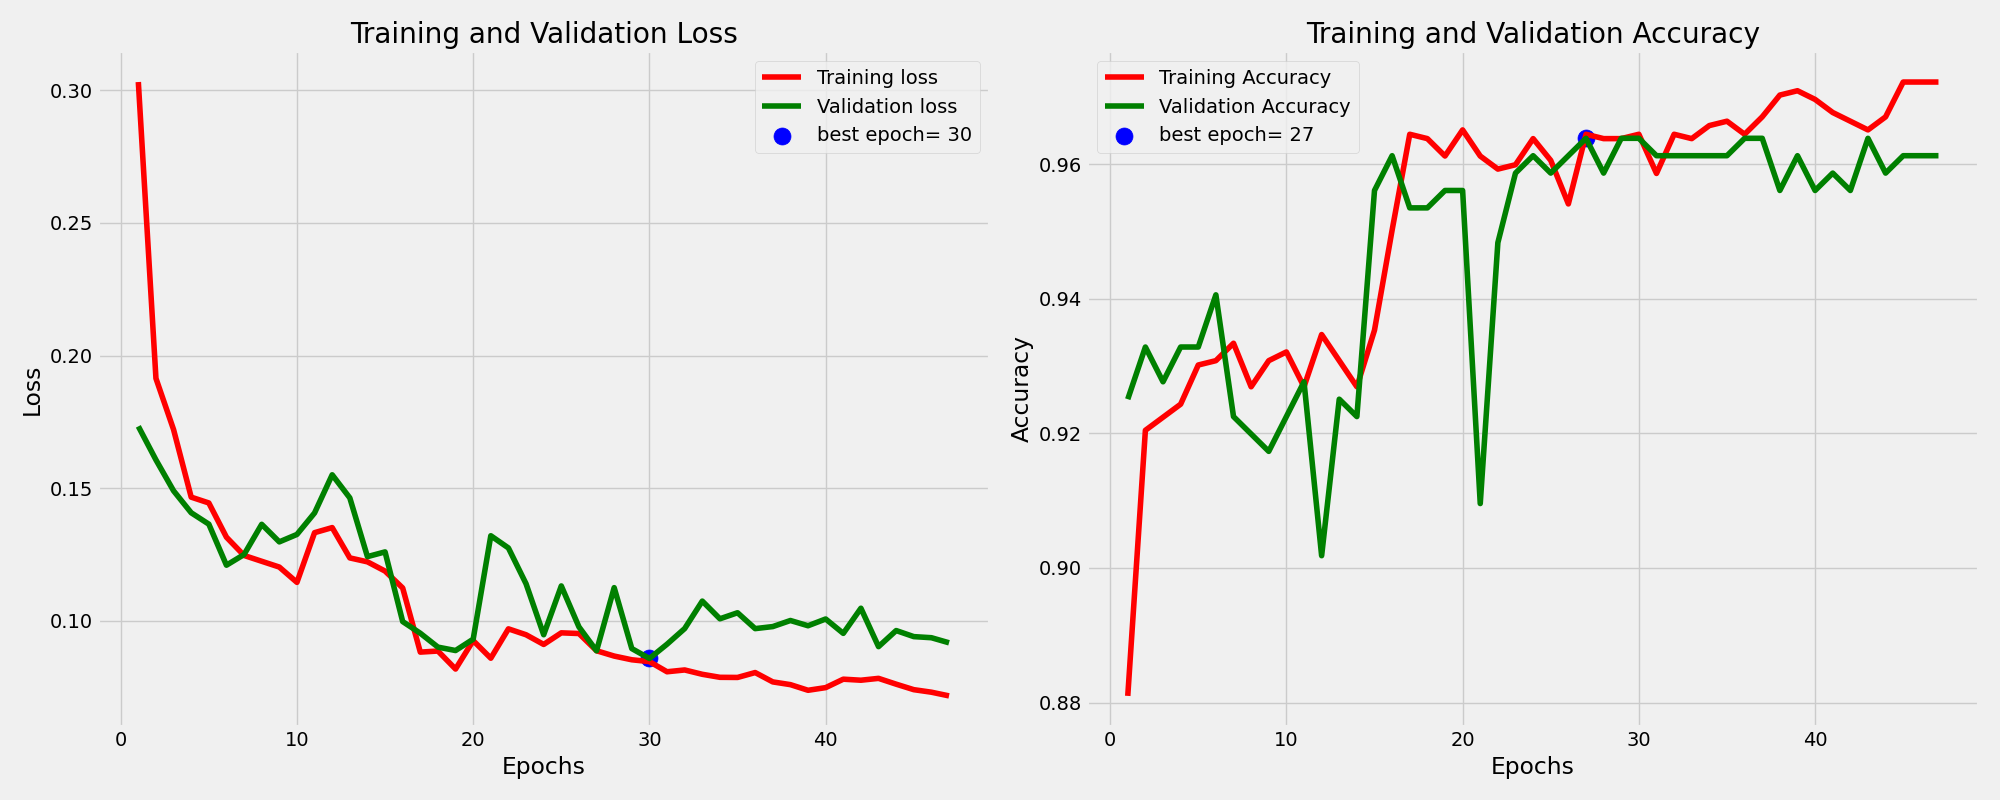 Training and Validation Loss
Training loss
Validation loss
best epoch= 30
0.30
0.25
0.20
0.15
0.10
Loss
0 10 20 30 40
Epochs
Training and Validation Accuracy
Training Accuracy
Validation Accuracy
best epoch= 27
0.96
0.94
0.92
0.90
0.88
Accuracy
0 10 20 30 40
Epochs